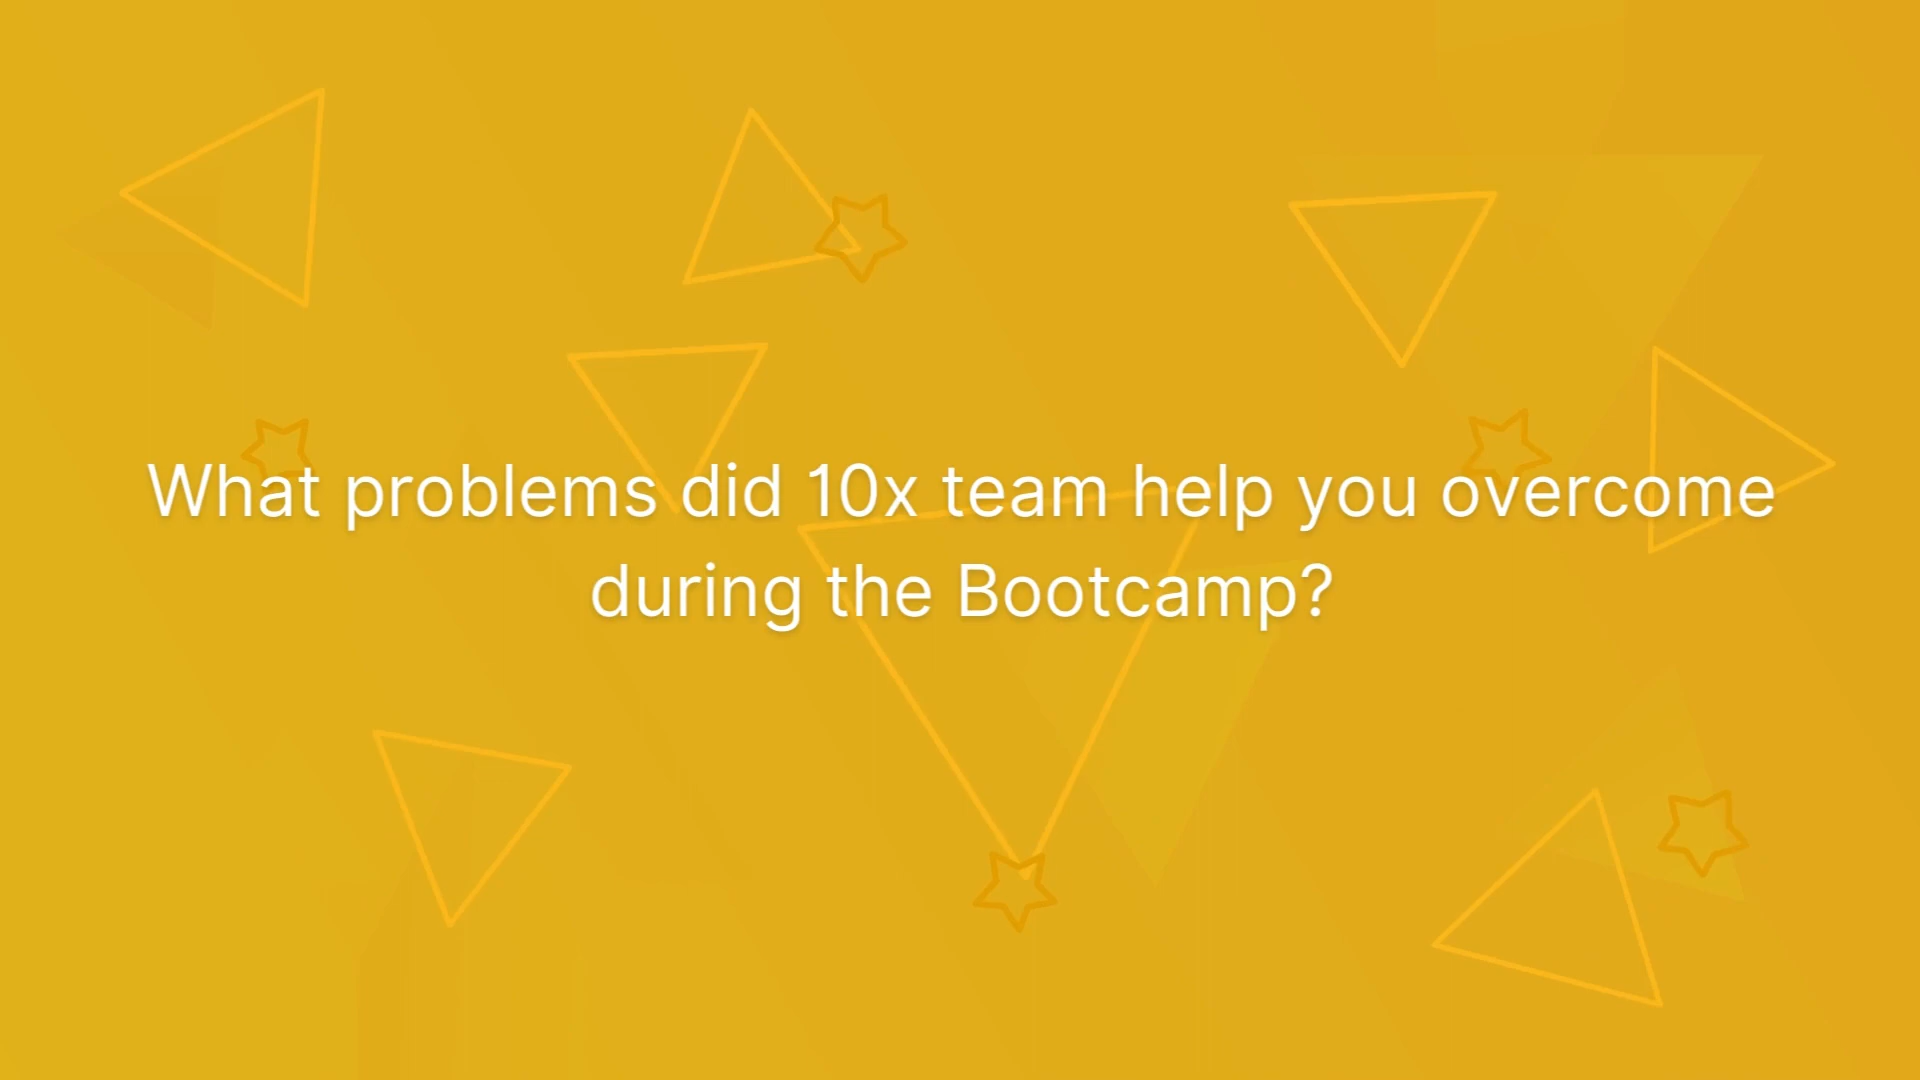 What problems did 10x team help you overcome
during the Bootcamp?